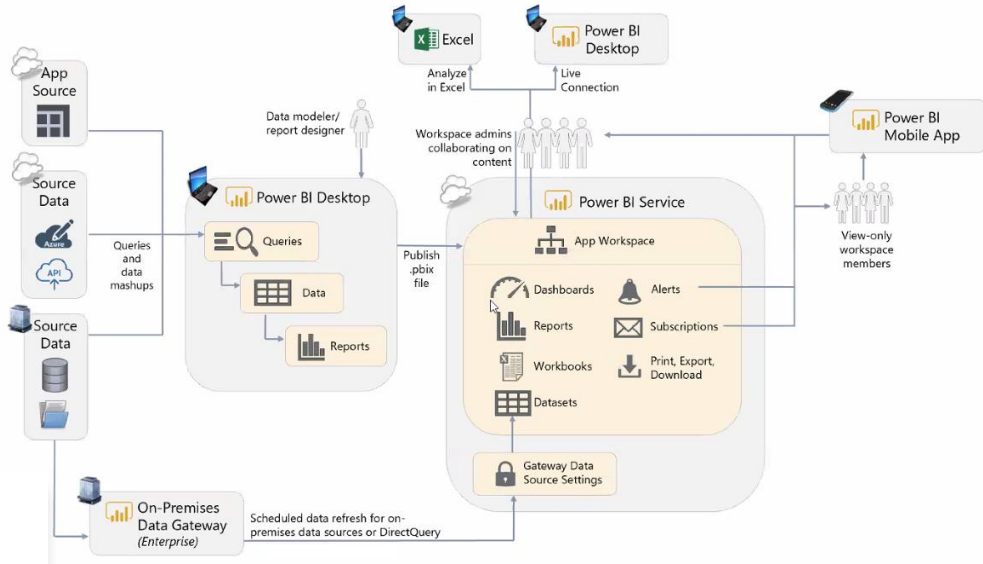 Excel
Power BI
Desktop
Analyze
in Excel
Live
Connection
App
Source
Data modeler/
report designer
Workspace admins
collaborating on
content
Power BI
Mobile App
Source
Data
Azure
API
Queries
and
data
mashups
Power BI Desktop
Queries
Data
Reports
Publish
.pbix
file
Power BI Service
App Workspace
Dashboards
Alerts
Reports
Subscriptions
Workbooks
Print, Export,
Download
Datasets
View-only
workspace
members
Source
Data
Gateway Data
Source Settings
On-Premises
Data Gateway
(Enterprise)
Scheduled data refresh for on-
premises data sources or DirectQuery